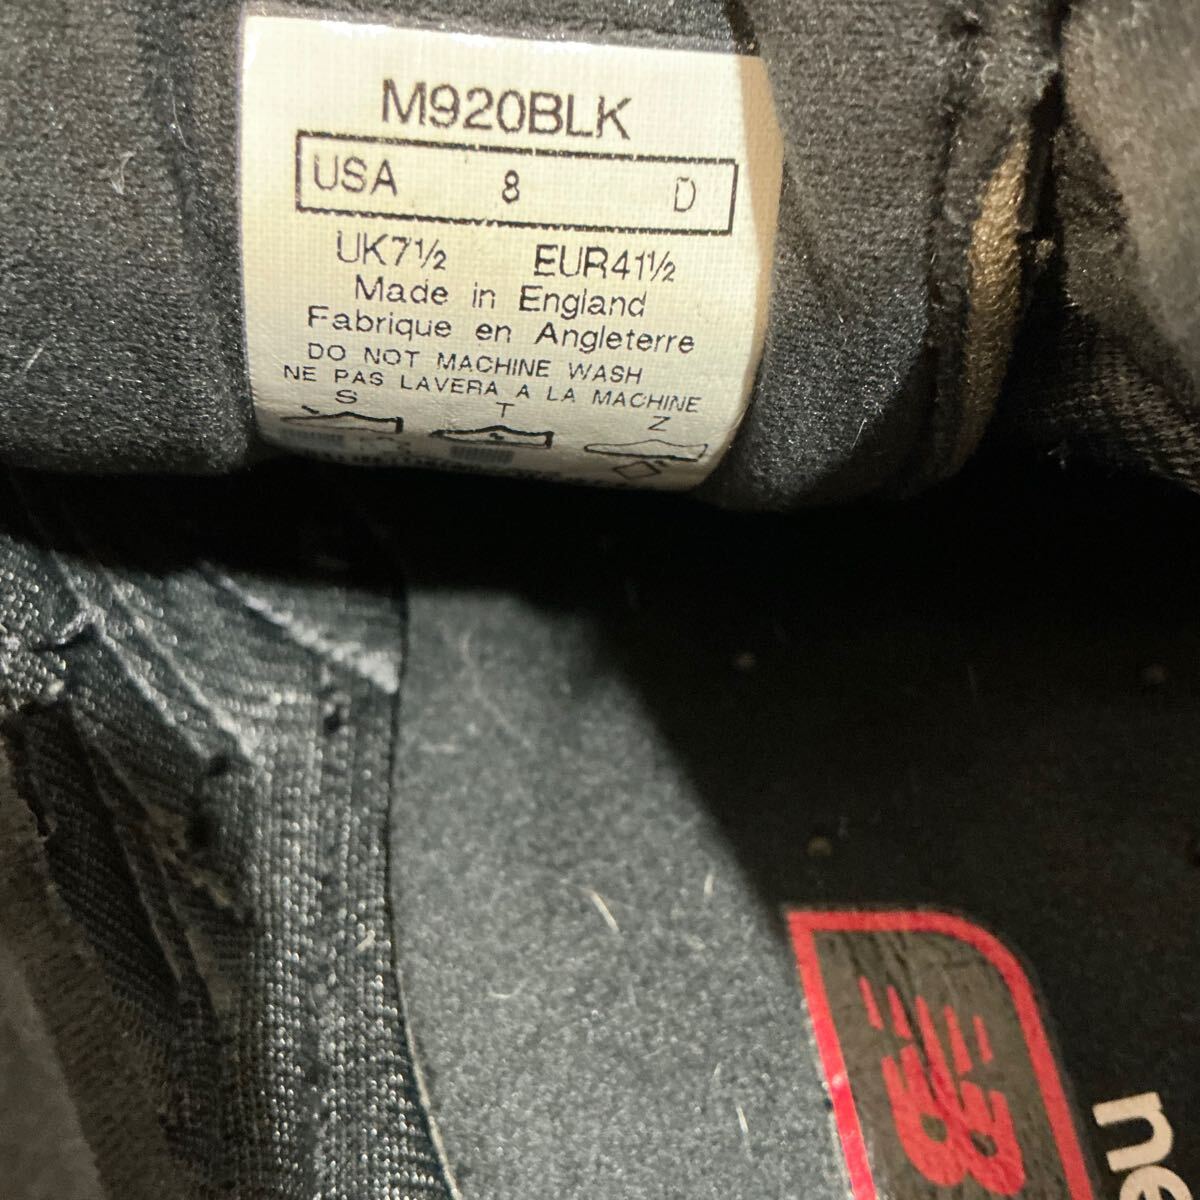 M920BLK
USA 8 D
UK7½ EUR41½
Made in England
Fabrique en Angleterre
DO NOT MACHINE WASH
NE PAS LAVERA A LA MACHINE
S T Z
NB
ne